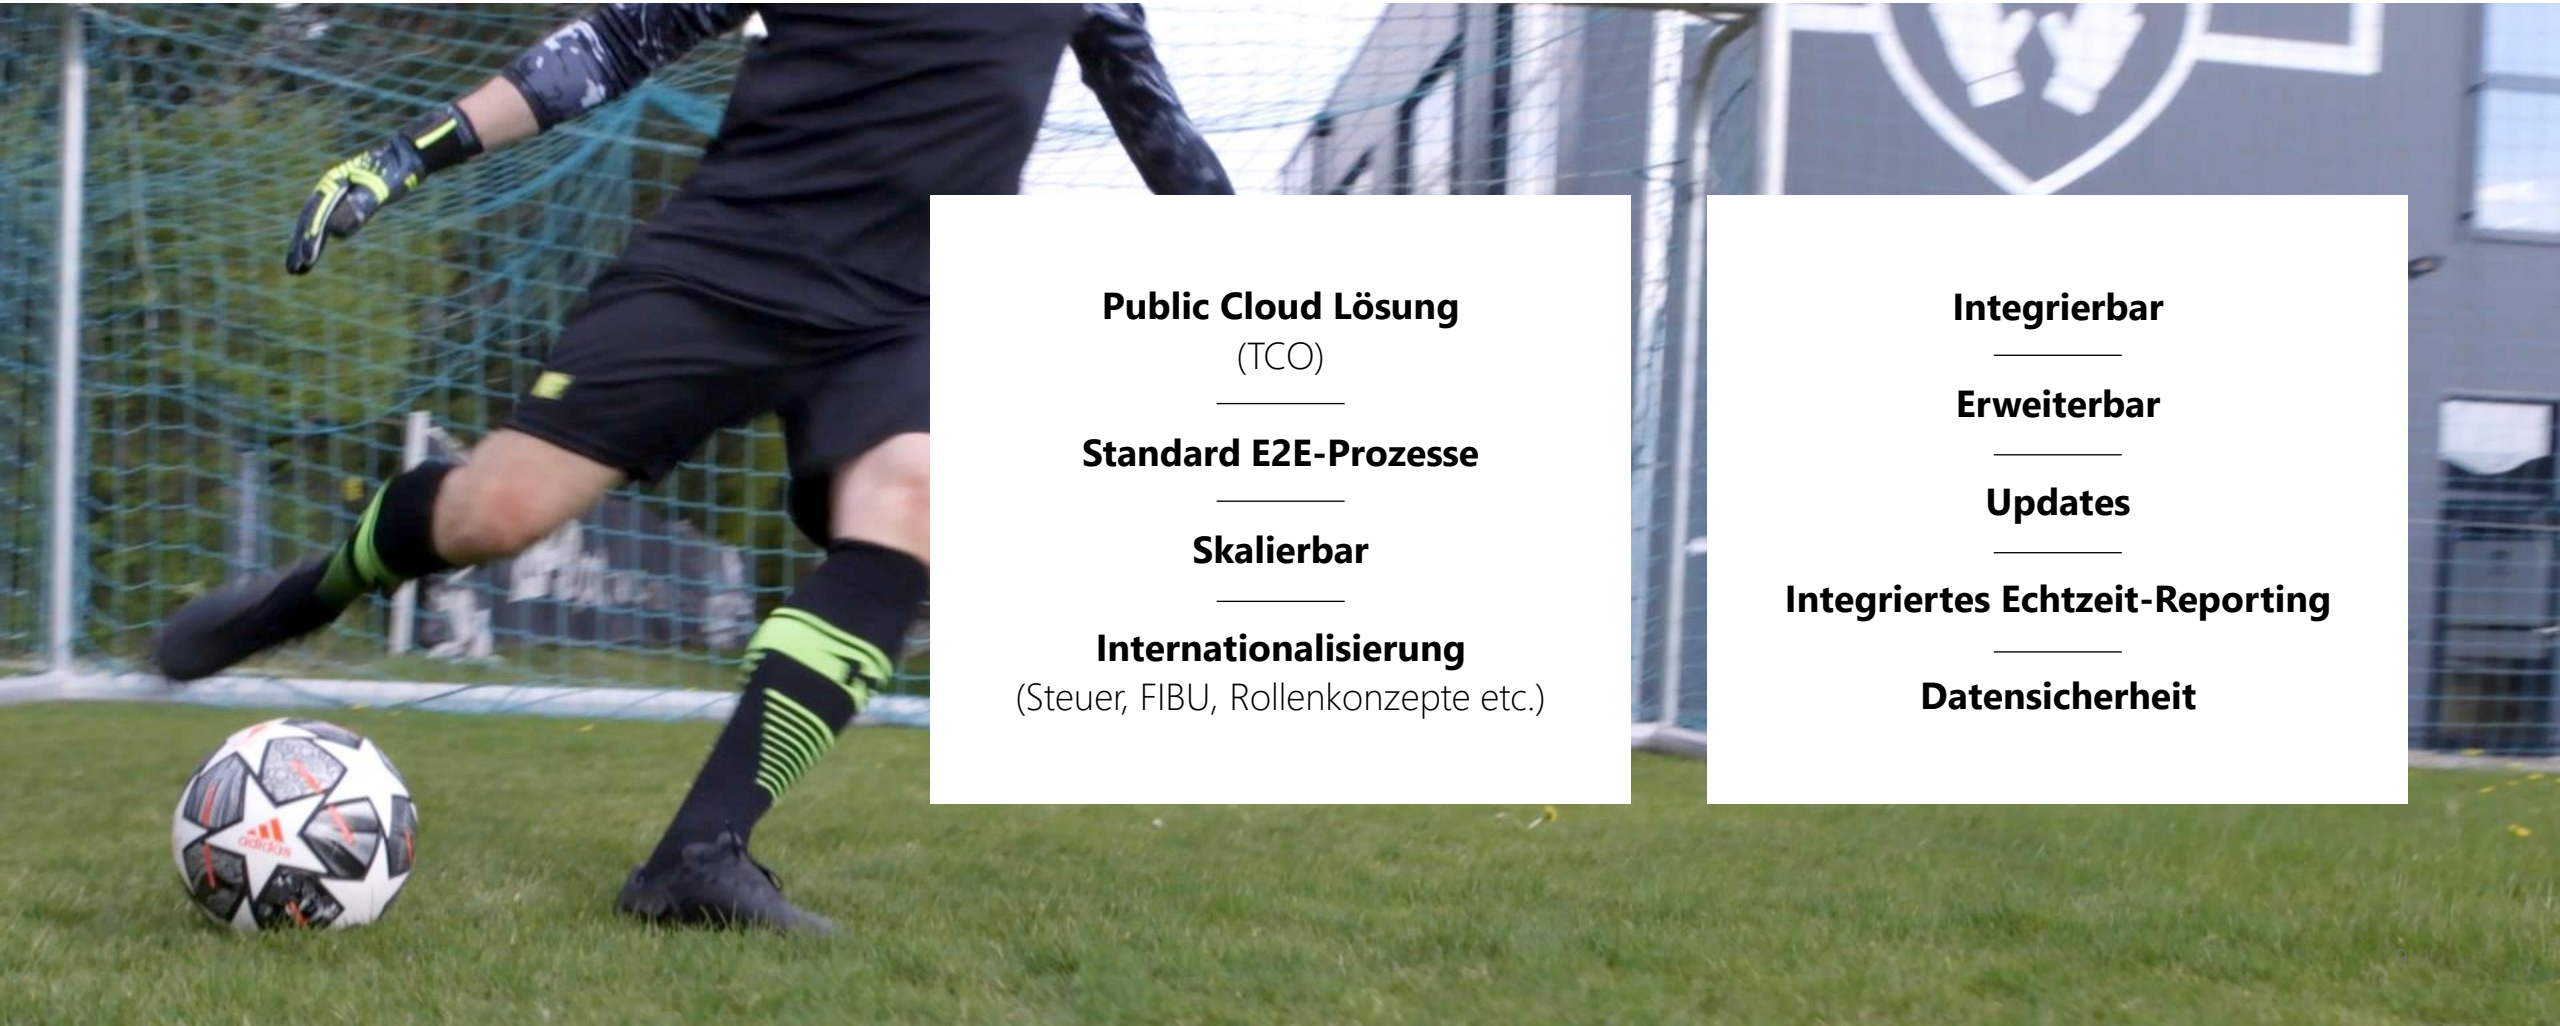 Public Cloud Lösung
(TCO)
Standard E2E-Prozesse
Skalierbar
Internationalisierung
(Steuer, FIBU, Rollenkonzepte etc.)
Integrierbar
Erweiterbar
Updates
Integriertes Echtzeit-Reporting
Datensicherheit
adidas